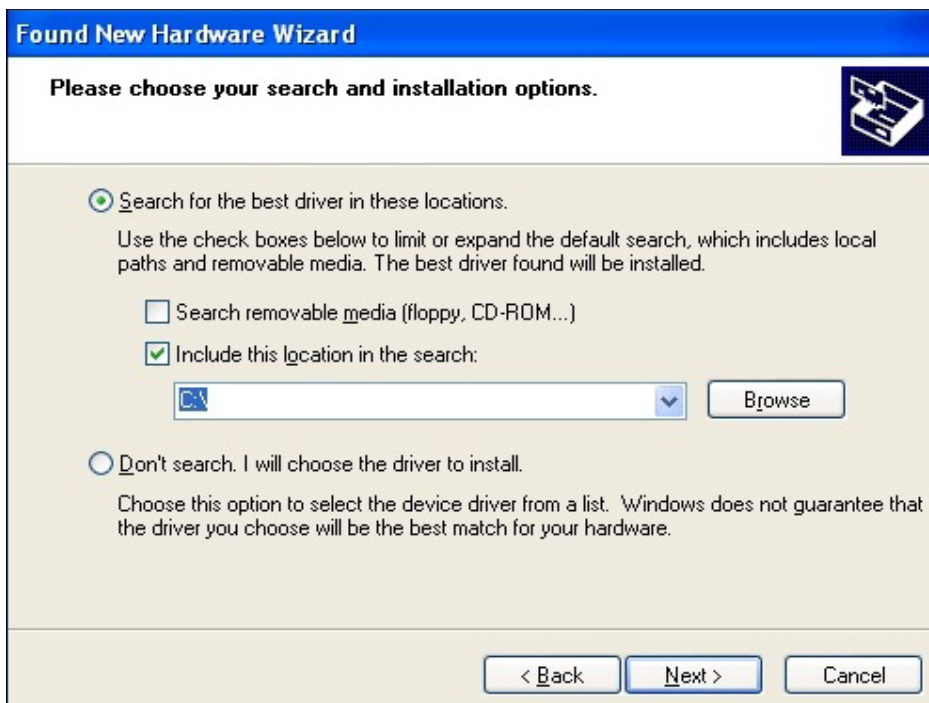 Found New Hardware Wizard
Please choose your search and installation options.
Search for the best driver in these locations.
Use the check boxes below to limit or expand the default search, which includes local
paths and removable media. The best driver found will be installed.
Search removable media (floppy, CD-ROM...)
Include this location in the search:
C:\
Browse
Don't search. I will choose the driver to install.
Choose this option to select the device driver from a list. Windows does not guarantee that
the driver you choose will be the best match for your hardware.
< Back
Next >
Cancel